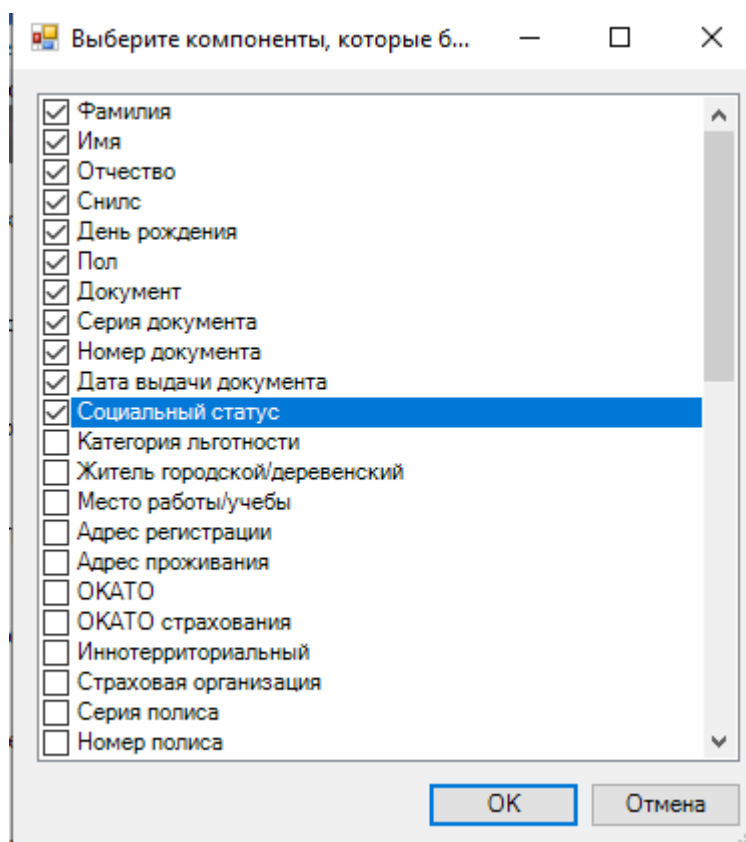 Выберите компоненты, которые б...
Фамилия
Имя
Отчество
Снилс
День рождения
Пол
Документ
Серия документа
Номер документа
Дата выдачи документа
Социальный статус
Категория льготности
Житель городской/деревенский
Место работы/учебы
Адрес регистрации
Адрес проживания
ОКАТО
ОКАТО страхования
Иннотерриториальный
Страховая организация
Серия полиса
Номер полиса
ОК Отмена